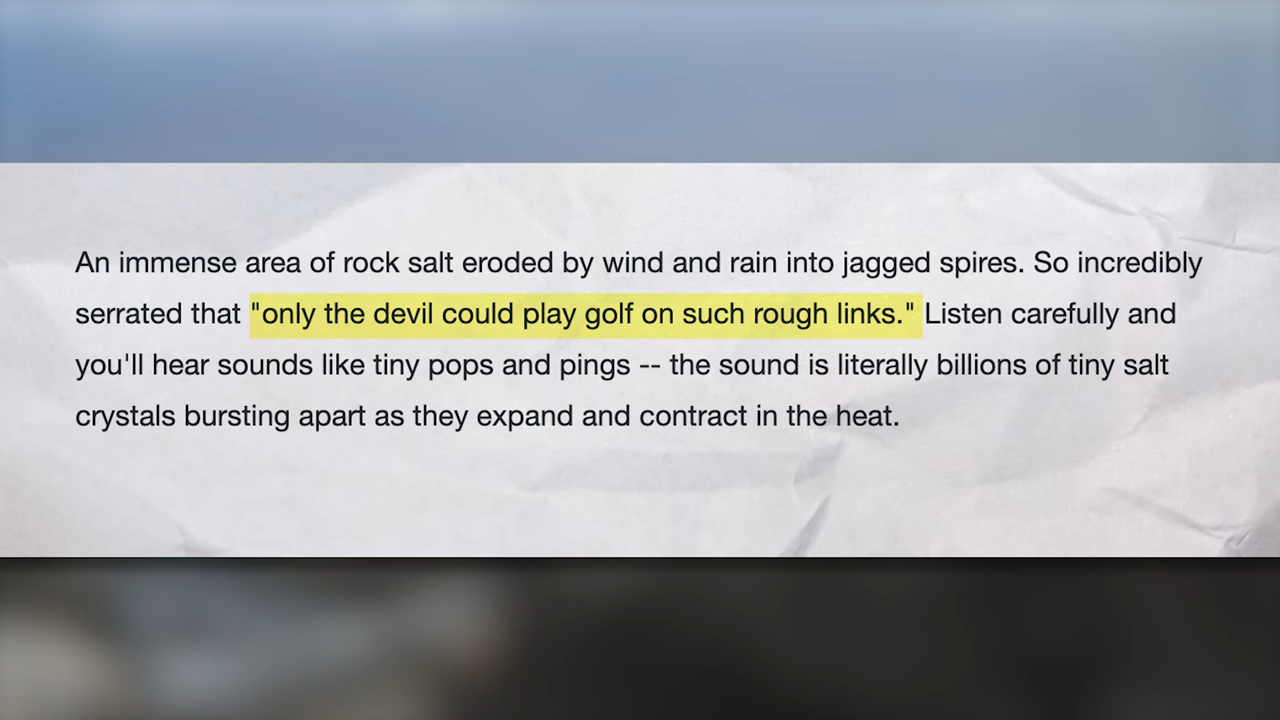 An immense area of rock salt eroded by wind and rain into jagged spires. So incredibly
serrated that "only the devil could play golf on such rough links." Listen carefully and
you'll hear sounds like tiny pops and pings -- the sound is literally billions of tiny salt
crystals bursting apart as they expand and contract in the heat.